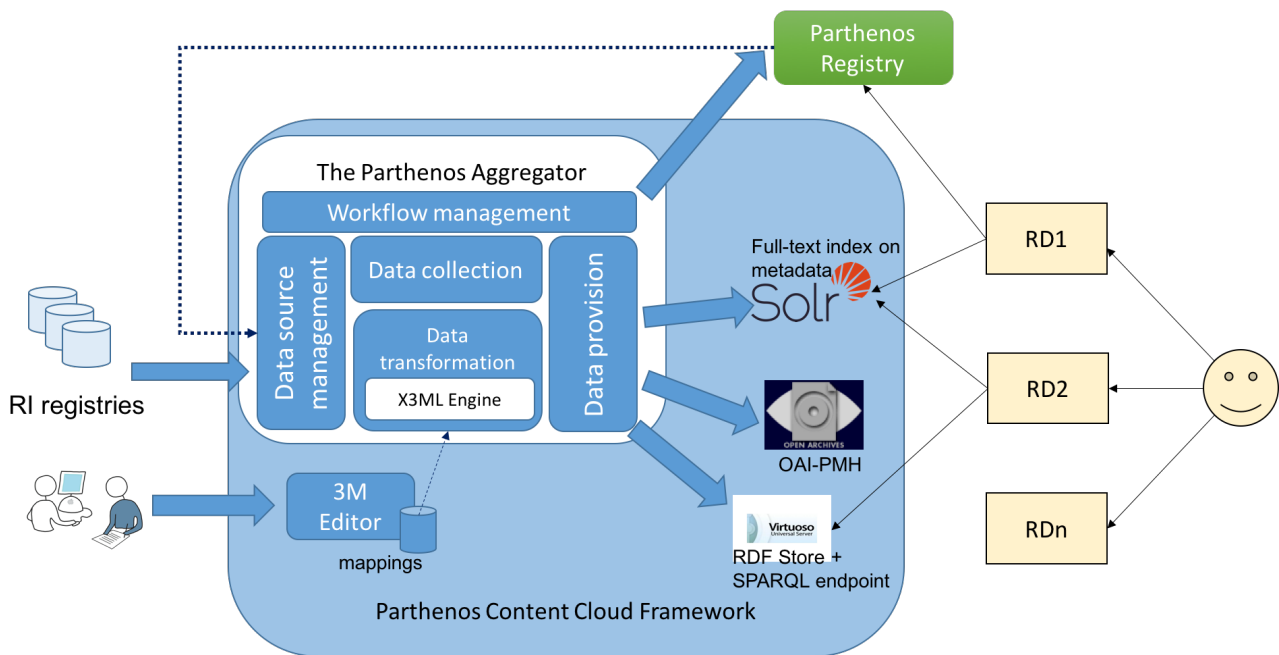 Parthenos
Registry
The Parthenos Aggregator
Workflow management
Data source
management
Data collection
Data
transformation
X3ML Engine
Data provision
Full-text index on
metadata
Solr
RI registries
OPEN ARCHIVES
OAI-PMH
3M
Editor
mappings
Virtuoso
Universal Server
RDF Store +
SPARQL endpoint
Parthenos Content Cloud Framework
RD1
RD2
RDn